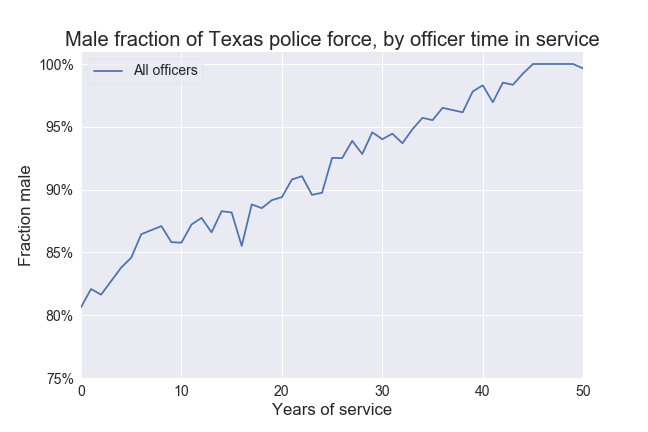 Male fraction of Texas police force, by officer time in service
100%
All officers
95%
90%
Fraction male
85%
80%
75%
0 10 20 30 40 50
Years of service